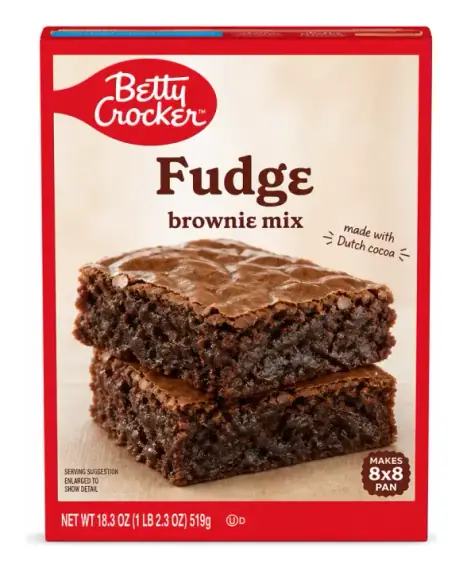 Betty
Crocker™
Fudge
brownie mix
made with
Dutch cocoa
SERVING SUGGESTION
ENLARGED TO
SHOW DETAIL
MAKES
8x8
PAN
NET WT 18.3 OZ (1 LB 2.3 OZ) 519g Ⓤ D